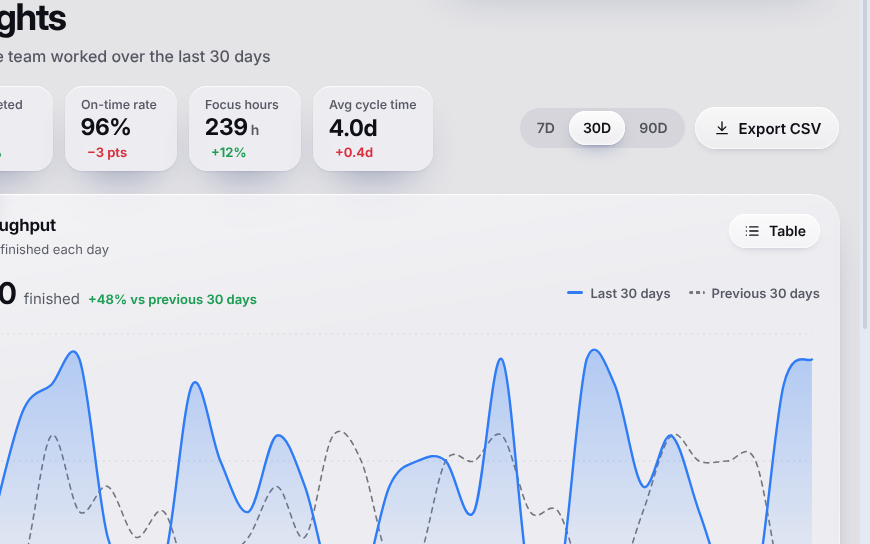 ghts
e team worked over the last 30 days
eted
On-time rate
96%
−3 pts
Focus hours
239 h
+12%
Avg cycle time
4.0d
+0.4d
7D 30D 90D
Export CSV
ughput
finished each day
Table
0 finished +48% vs previous 30 days
Last 30 days Previous 30 days